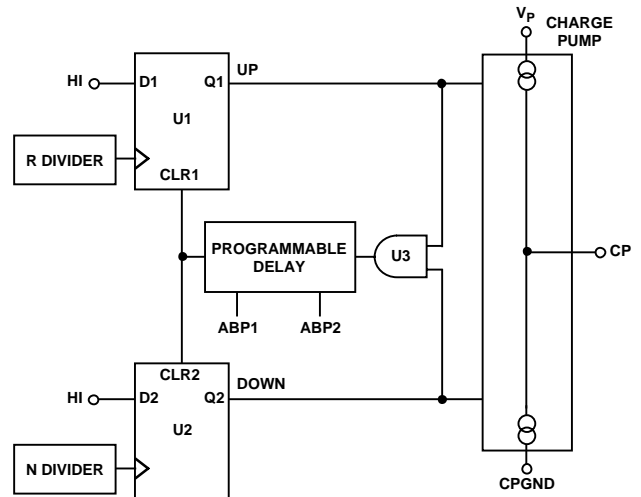 VP
CHARGE
PUMP
UP
HI
D1
Q1
U1
R DIVIDER
CLR1
PROGRAMMABLE
DELAY
U3
CP
ABP1
ABP2
CLR2
DOWN
HI
D2
Q2
U2
N DIVIDER
CPGND